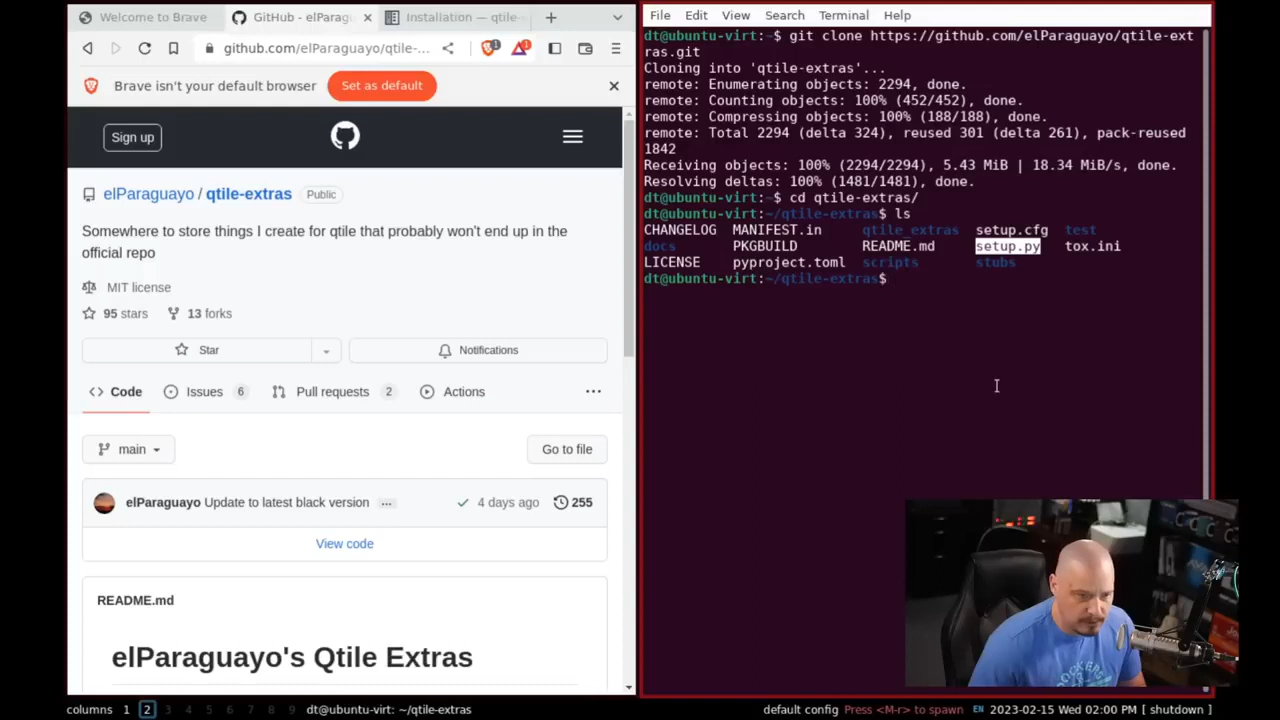 Welcome to Brave
GitHub - elParagu
Installation — qtile-
github.com/elParaguayo/qtile-...
1
1
Brave isn't your default browser
Set as default
Sign up
elParaguayo / qtile-extras Public
Somewhere to store things I create for qtile that probably won't end up in the
official repo
MIT license
95 stars 13 forks
Star
Notifications
Code Issues 6 Pull requests 2 Actions
main
Go to file
elParaguayo Update to latest black version ... 4 days ago 255
View code
README.md
elParaguayo's Qtile Extras
File Edit View Search Terminal Help
dt@ubuntu-virt:~$ git clone https://github.com/elParaguayo/qtile-ext
ras.git
Cloning into 'qtile-extras'...
remote: Enumerating objects: 2294, done.
remote: Counting objects: 100% (452/452), done.
remote: Compressing objects: 100% (188/188), done.
remote: Total 2294 (delta 324), reused 301 (delta 261), pack-reused
1842
Receiving objects: 100% (2294/2294), 5.43 MiB | 18.34 MiB/s, done.
Resolving deltas: 100% (1481/1481), done.
dt@ubuntu-virt:~$ cd qtile-extras/
dt@ubuntu-virt:~/qtile-extras$ ls
CHANGELOG MANIFEST.in qtile_extras setup.cfg test
docs PKGBUILD README.md setup.py tox.ini
LICENSE pyproject.toml scripts stubs
dt@ubuntu-virt:~/qtile-extras$
columns 1 2 3 4 5 6 7 8 9 dt@ubuntu-virt: ~/qtile-extras
default config Press <M-r> to spawn EN 2023-02-15 Wed 02:00 PM [ shutdown ]